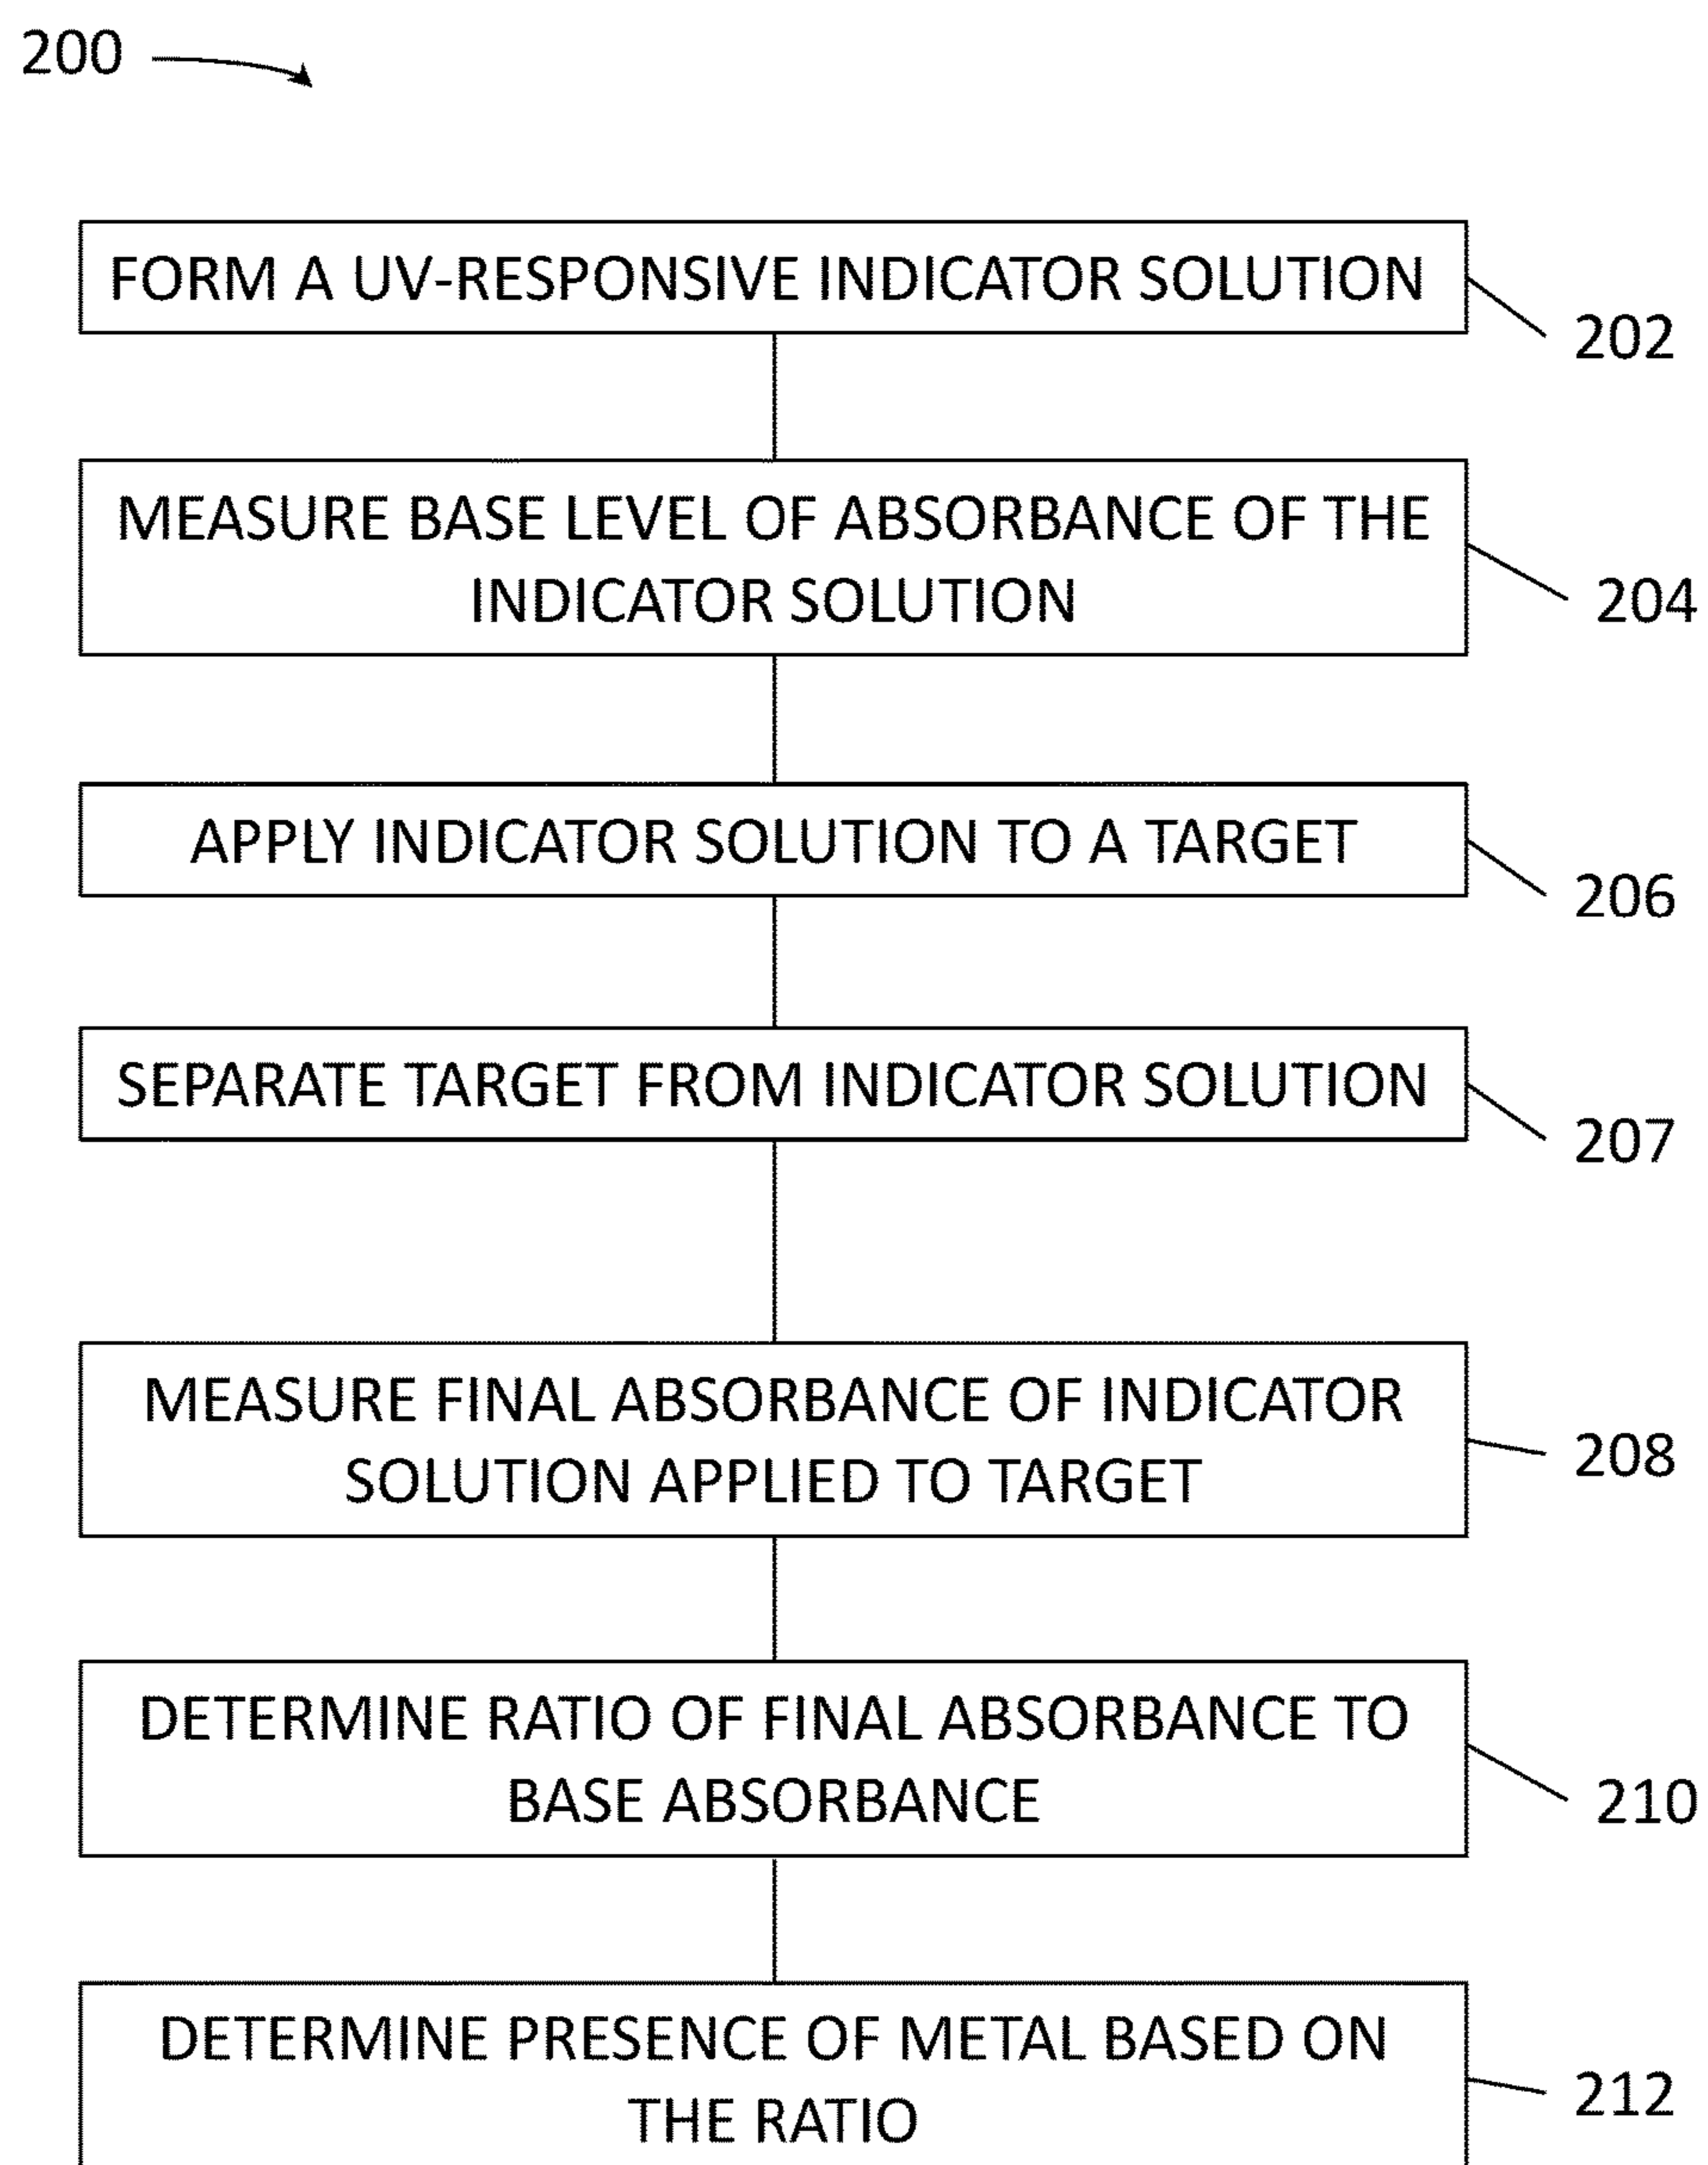 200
FORM A UV-RESPONSIVE INDICATOR SOLUTION
202
MEASURE BASE LEVEL OF ABSORBANCE OF THE
INDICATOR SOLUTION
204
APPLY INDICATOR SOLUTION TO A TARGET
206
SEPARATE TARGET FROM INDICATOR SOLUTION
207
MEASURE FINAL ABSORBANCE OF INDICATOR
SOLUTION APPLIED TO TARGET
208
DETERMINE RATIO OF FINAL ABSORBANCE TO
BASE ABSORBANCE
210
DETERMINE PRESENCE OF METAL BASED ON
THE RATIO
212